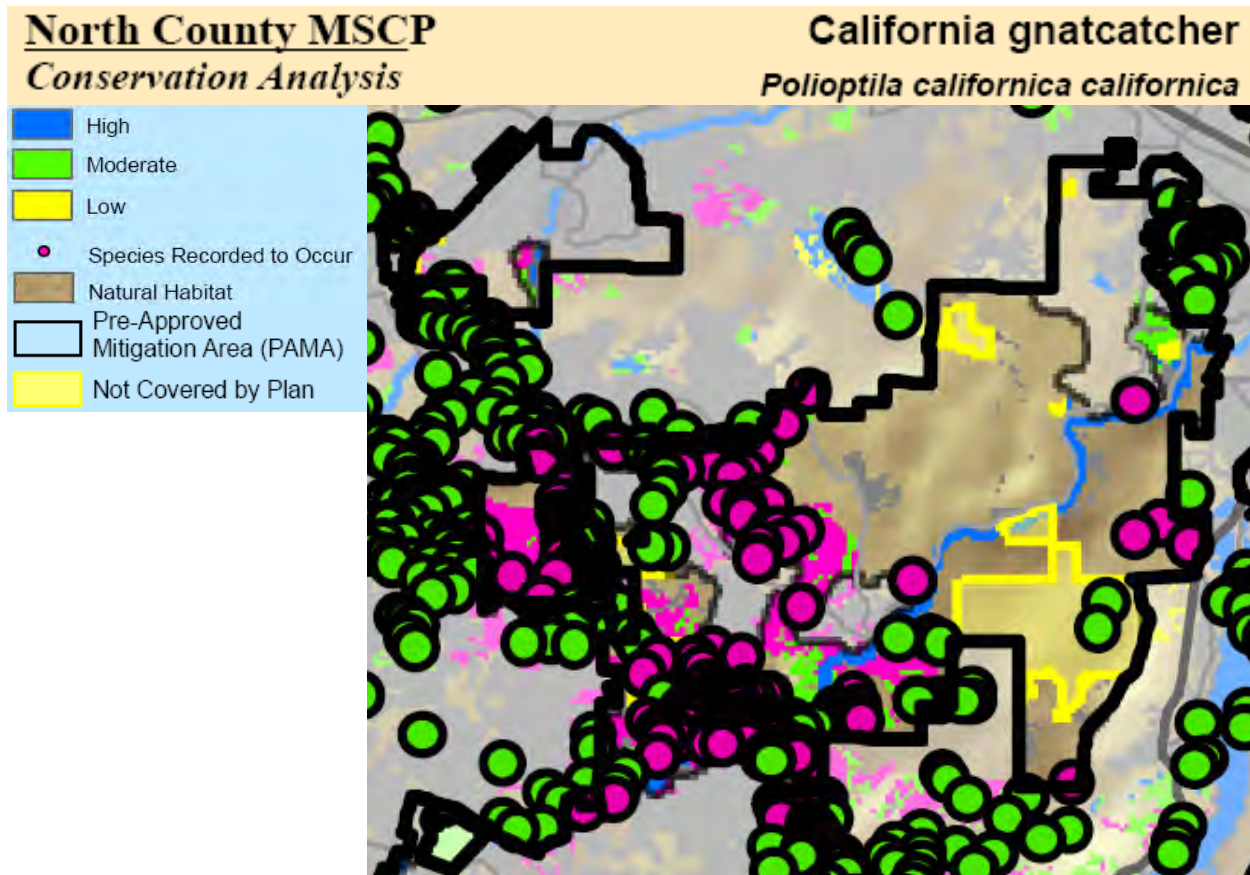 North County MSCP
Conservation Analysis
California gnatcatcher
Polioptila californica californica
High
Moderate
Low
Species Recorded to Occur
Natural Habitat
Pre-Approved
Mitigation Area (PAMA)
Not Covered by Plan